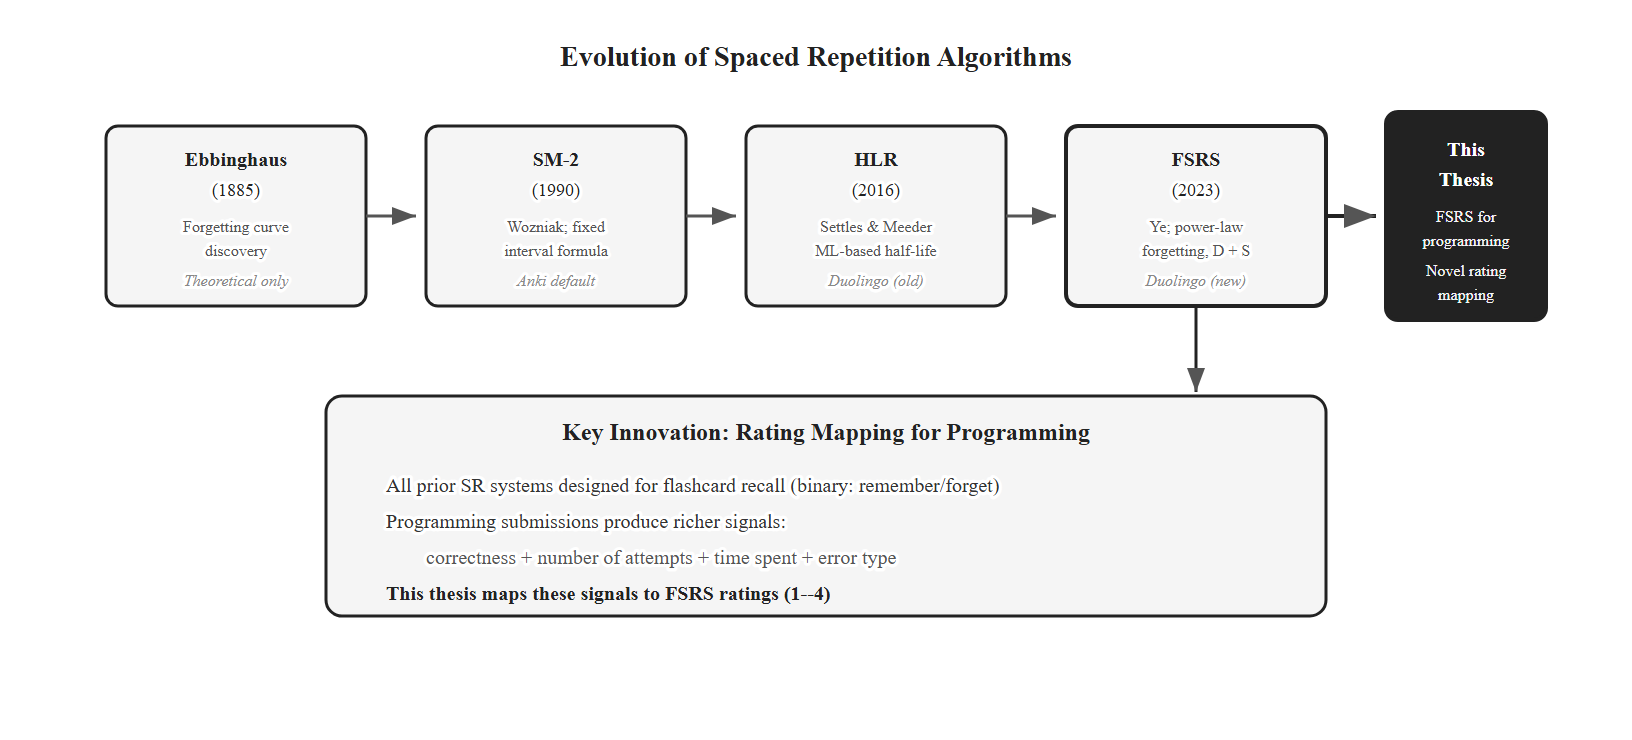 Evolution of Spaced Repetition Algorithms
Ebbinghaus
(1885)
Forgetting curve
discovery
Theoretical only
SM-2
(1990)
Wozniak; fixed
interval formula
Anki default
HLR
(2016)
Settles & Meeder
ML-based half-life
Duolingo (old)
FSRS
(2023)
Ye; power-law
forgetting, D + S
Duolingo (new)
This
Thesis
FSRS for
programming
Novel rating
mapping
Key Innovation: Rating Mapping for Programming
All prior SR systems designed for flashcard recall (binary: remember/forget)
Programming submissions produce richer signals:
correctness + number of attempts + time spent + error type
This thesis maps these signals to FSRS ratings (1--4)